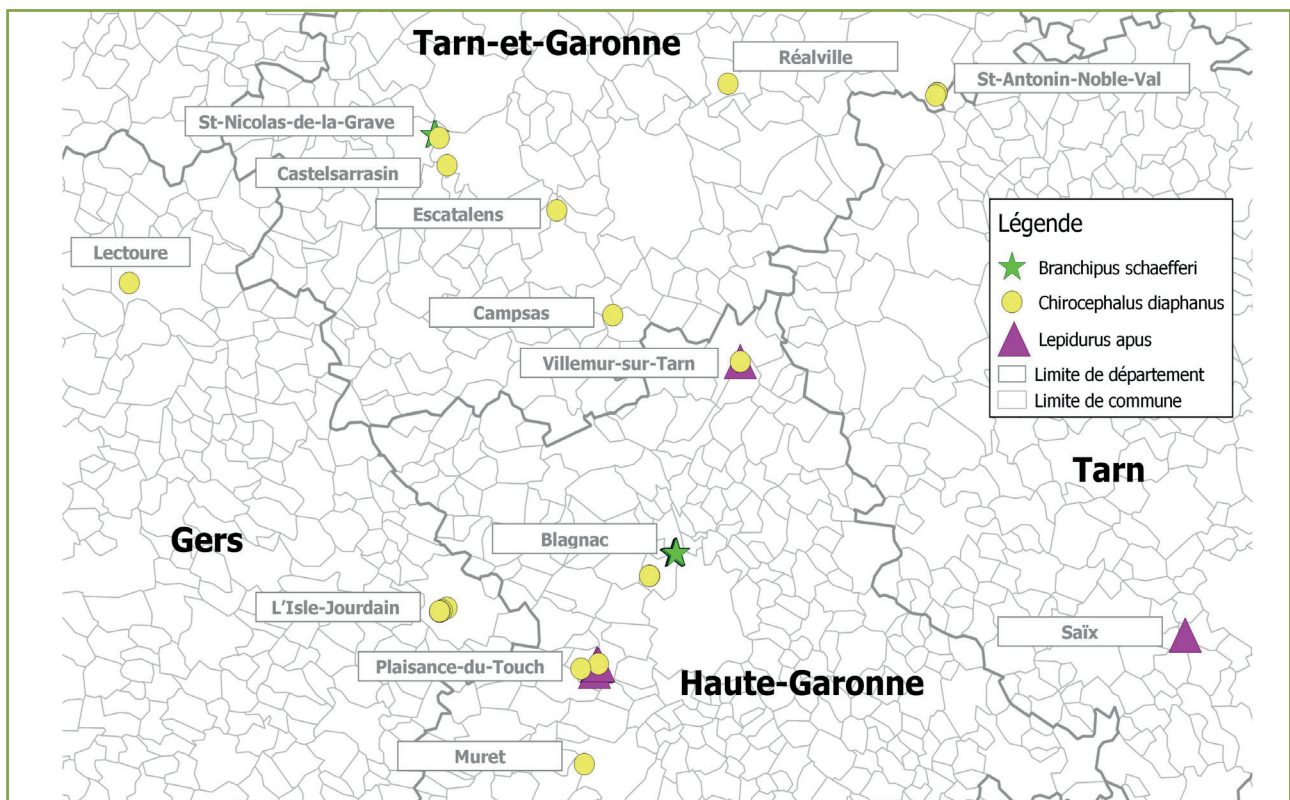 Tarn-et-Garonne
Réalville
St-Antonin-Noble-Val
St-Nicolas-de-la-Grave
Castelsarrasin
Escatalens
Lectoure
Campsas
Villemur-sur-Tarn
Légende
Branchipus schaefferi
Chirocephalus diaphanus
Lepidurus apus
Limite de département
Limite de commune
Tarn
Gers
Blagnac
L'Isle-Jourdain
Saïx
Plaisance-du-Touch
Haute-Garonne
Muret